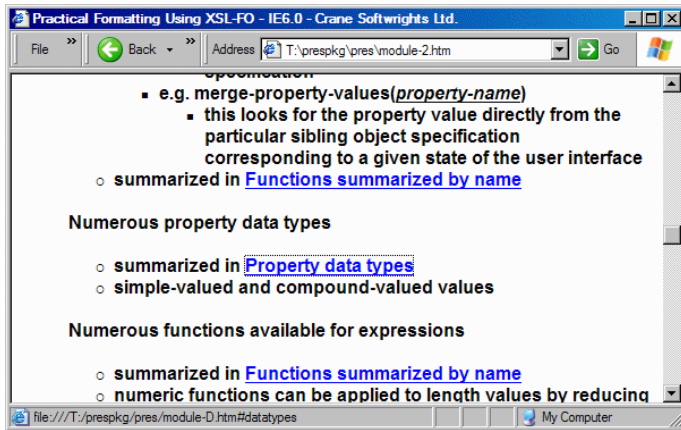 Practical Formatting Using XSL-FO - IE6.0 - Crane Softwrights Ltd.
File » Back » Address T:\prespkg\pres\module-2.htm Go
specification
▪ e.g. merge-property-values(property-name)
▪ this looks for the property value directly from the
particular sibling object specification
corresponding to a given state of the user interface
○ summarized in Functions summarized by name
Numerous property data types
○ summarized in Property data types
○ simple-valued and compound-valued values
Numerous functions available for expressions
○ summarized in Functions summarized by name
○ numeric functions can be applied to length values by reducing
file:///T:/prespkg/pres/module-D.htm#datatypes My Computer